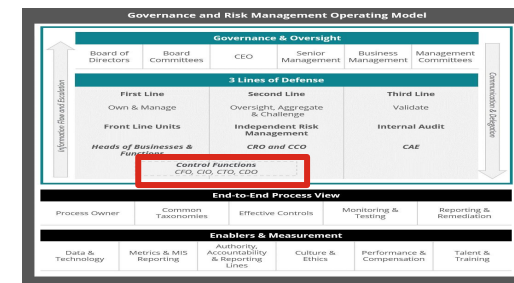 Governance and Risk Management Operating Model
Governance & Oversight
Board of Directors
Board Committees
CEO
Senior Management
Business Management
Management Committees
Information Flow and Escalation
Communication & Delegation
3 Lines of Defense
First Line
Second Line
Third Line
Own & Manage
Oversight, Aggregate & Challenge
Validate
Front Line Units
Independent Risk Management
Internal Audit
Heads of Businesses & Functions
CRO and CCO
CAE
Control Functions
CFO, CIO, CTO, CDO
End-to-End Process View
Process Owner
Common Taxonomies
Effective Controls
Monitoring & Testing
Reporting & Remediation
Enablers & Measurement
Data & Technology
Metrics & MIS Reporting
Authority, Accountability & Reporting Lines
Culture & Ethics
Performance & Compensation
Talent & Training